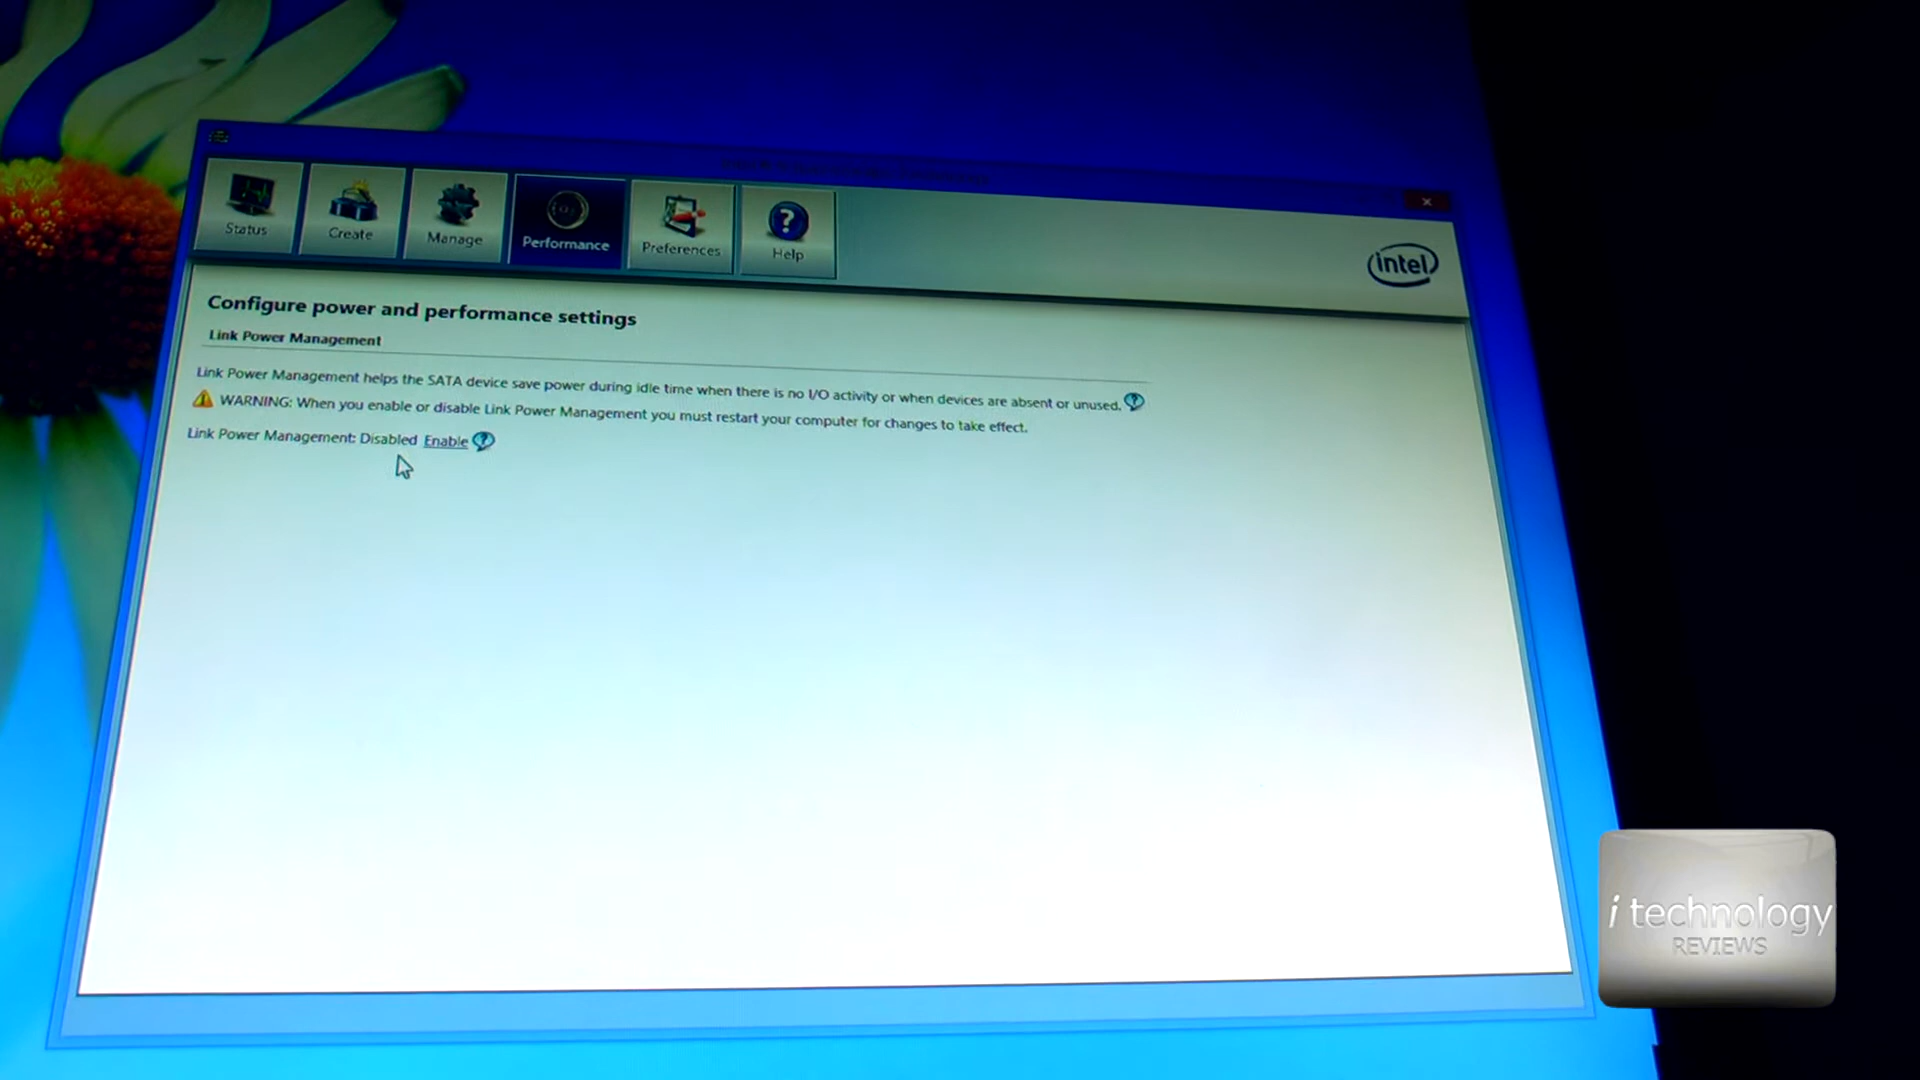 Status
Create
Manage
Performance
Preferences
Help
intel
Configure power and performance settings
Link Power Management
Link Power Management helps the SATA device save power during idle time when there is no I/O activity or when devices are absent or unused.
WARNING: When you enable or disable Link Power Management you must restart your computer for changes to take effect.
Link Power Management: Disabled Enable
i technology
REVIEWS